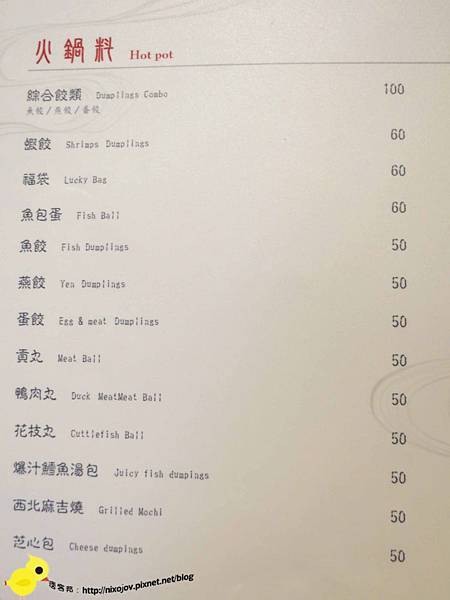 火鍋料 Hot pot
綜合餃類 Dumplings Combo 100
魚餃/燕餃/蛋餃
蝦餃 Shrimps Dumplings 60
福袋 Lucky Bag 60
魚包蛋 Fish Ball 60
魚餃 Fish Dumplings 50
燕餃 Yen Dumplings 50
蛋餃 Egg & meat Dumplings 50
貢丸 Meat Ball 50
鴨肉丸 Duck MeatMeat Ball 50
花枝丸 Cuttlefish Ball 50
爆汁鱈魚湯包 Juicy fish dumpings 50
西北麻吉燒 Grilled Mochi 50
芝心包 Cheese dumpings 50
痞客邦:http://nixojov.pixnet.net/blog